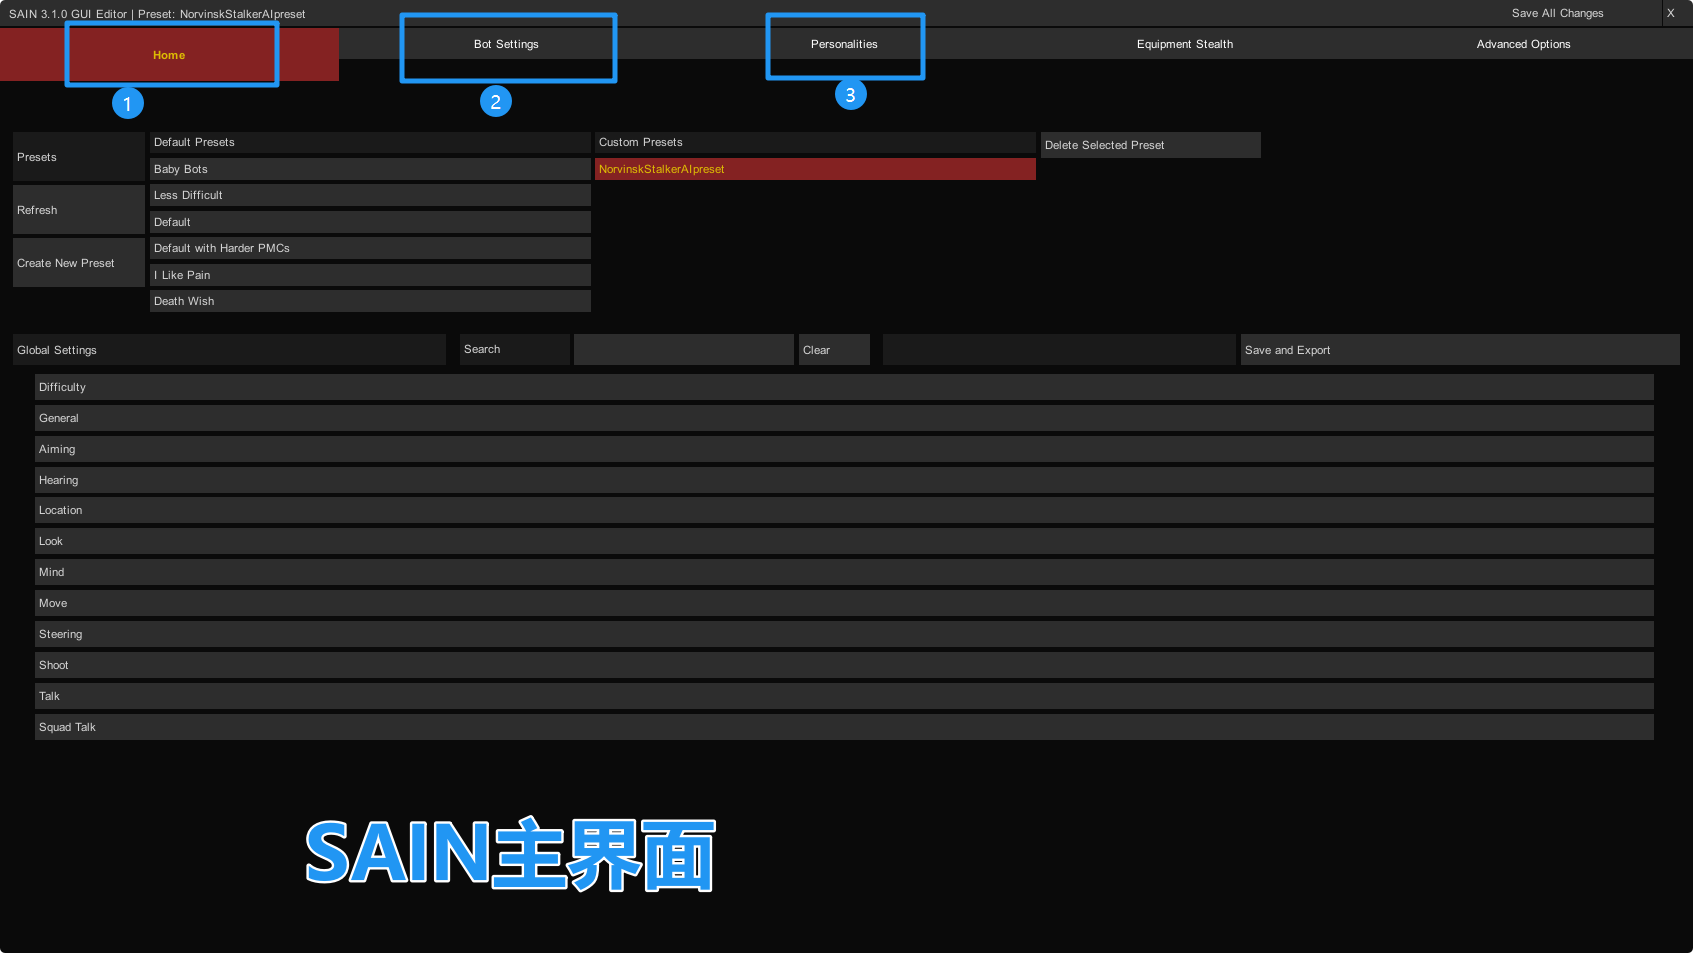 SAIN 3.1.0 GUI Editor | Preset: NorvinskStalkerAIpreset
Save All Changes
X
Home
Bot Settings
Personalities
Equipment Stealth
Advanced Options
1
2
3
Presets
Default Presets
Custom Presets
Delete Selected Preset
Baby Bots
NorvinskStalkerAIpreset
Less Difficult
Refresh
Default
Default with Harder PMCs
Create New Preset
I Like Pain
Death Wish
Global Settings
Search
Clear
Save and Export
Difficulty
General
Aiming
Hearing
Location
Look
Mind
Move
Steering
Shoot
Talk
Squad Talk
SAIN主界面